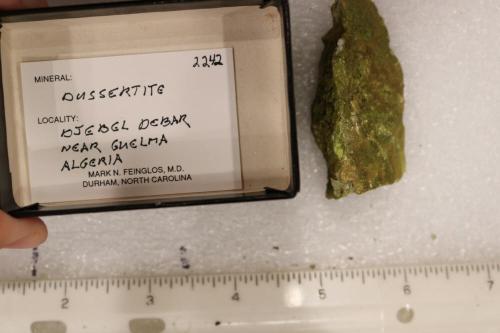 2242
MINERAL:
DUSSERTITE
LOCALITY:
DJEBEL DEBAR
NEAR GUELMA
ALGERIA
MARK N. FEINGLOS, M.D.
DURHAM, NORTH CAROLINA
2 3 4 5 6 7